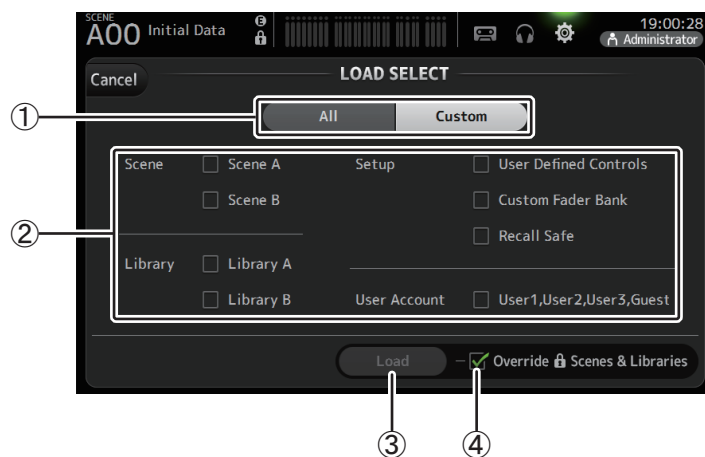 SCENE
A00 Initial Data E 19:00:28
Administrator
Cancel LOAD SELECT
① All Custom
Scene Scene A Setup User Defined Controls
Scene B Custom Fader Bank
② Recall Safe
Library Library A
Library B User Account User1,User2,User3,Guest
Load Override Scenes & Libraries
③ ④